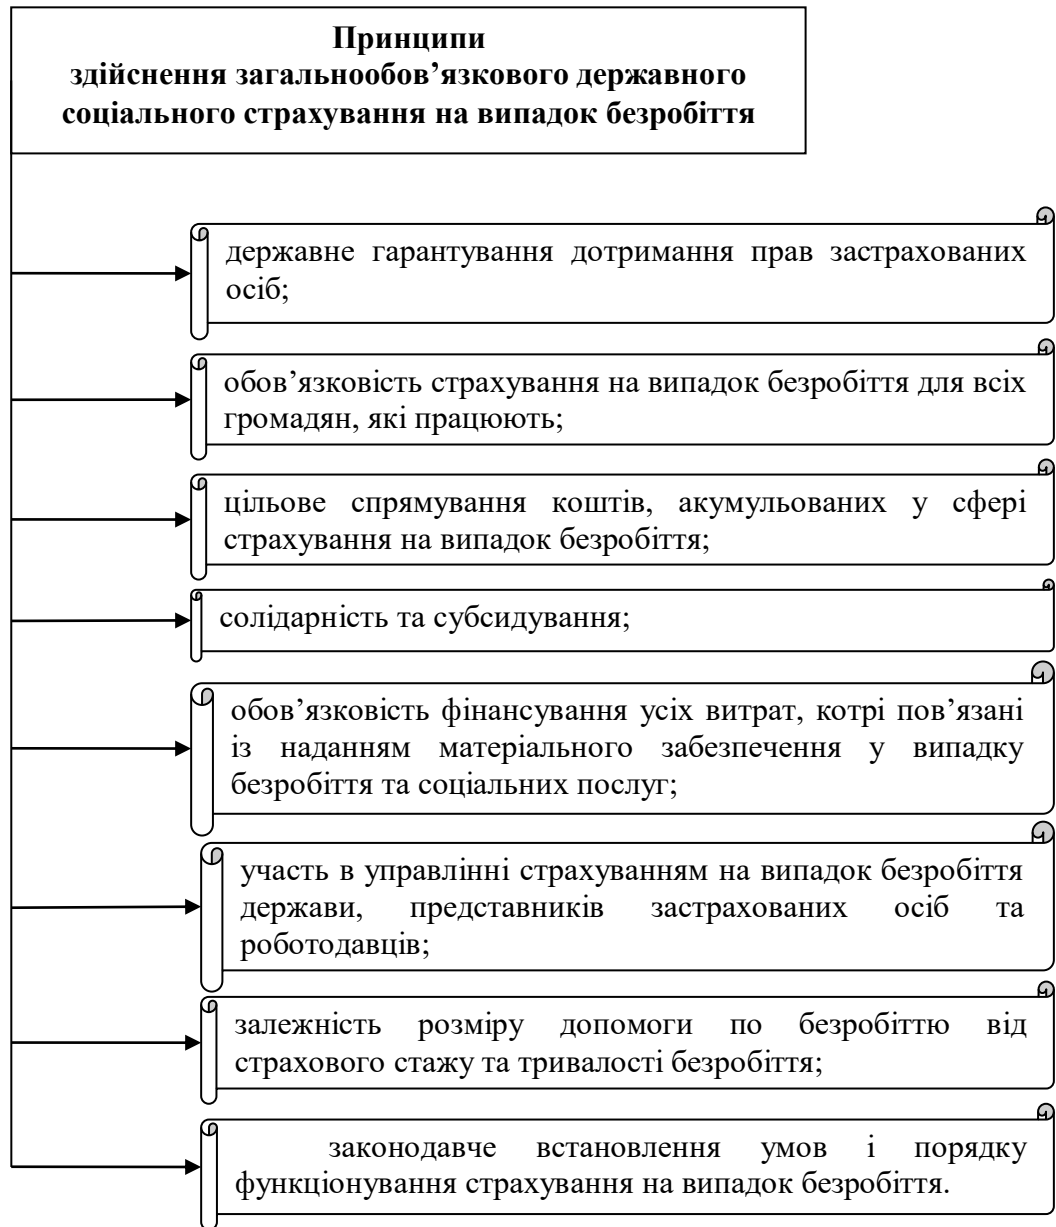 Принципи
здійснення загальнообов’язкового державного
соціального страхування на випадок безробіття
державне гарантування дотримання прав застрахованих
осіб;
обов’язковість страхування на випадок безробіття для всіх
громадян, які працюють;
цільове спрямування коштів, акумульованих у сфері
страхування на випадок безробіття;
солідарність та субсидування;
обов’язковість фінансування усіх витрат, котрі пов’язані
із наданням матеріального забезпечення у випадку
безробіття та соціальних послуг;
участь в управлінні страхуванням на випадок безробіття
держави, представників застрахованих осіб та
роботодавців;
залежність розміру допомоги по безробіттю від
страхового стажу та тривалості безробіття;
законодавче встановлення умов і порядку
функціонування страхування на випадок безробіття.